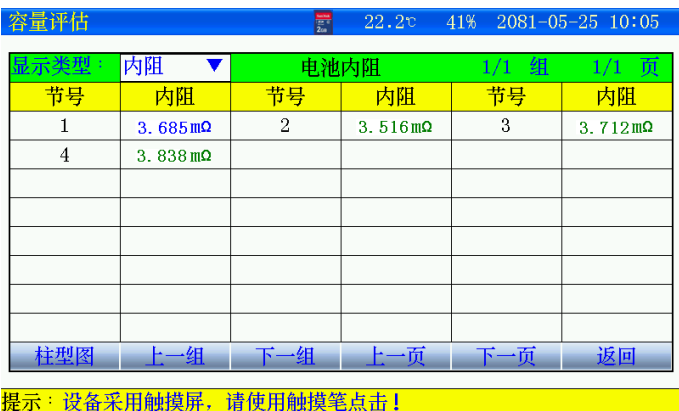 容量评估 2GB 22.2℃ 41% 2081-05-25 10:05
显示类型: 内阻 ▼ 电池内阻 1/1 组 1/1 页
节号 内阻 节号 内阻 节号 内阻
1 3.685mΩ 2 3.516mΩ 3 3.712mΩ
4 3.838mΩ
柱型图 上一组 下一组 上一页 下一页 返回
提示:设备采用触摸屏,请使用触摸笔点击!